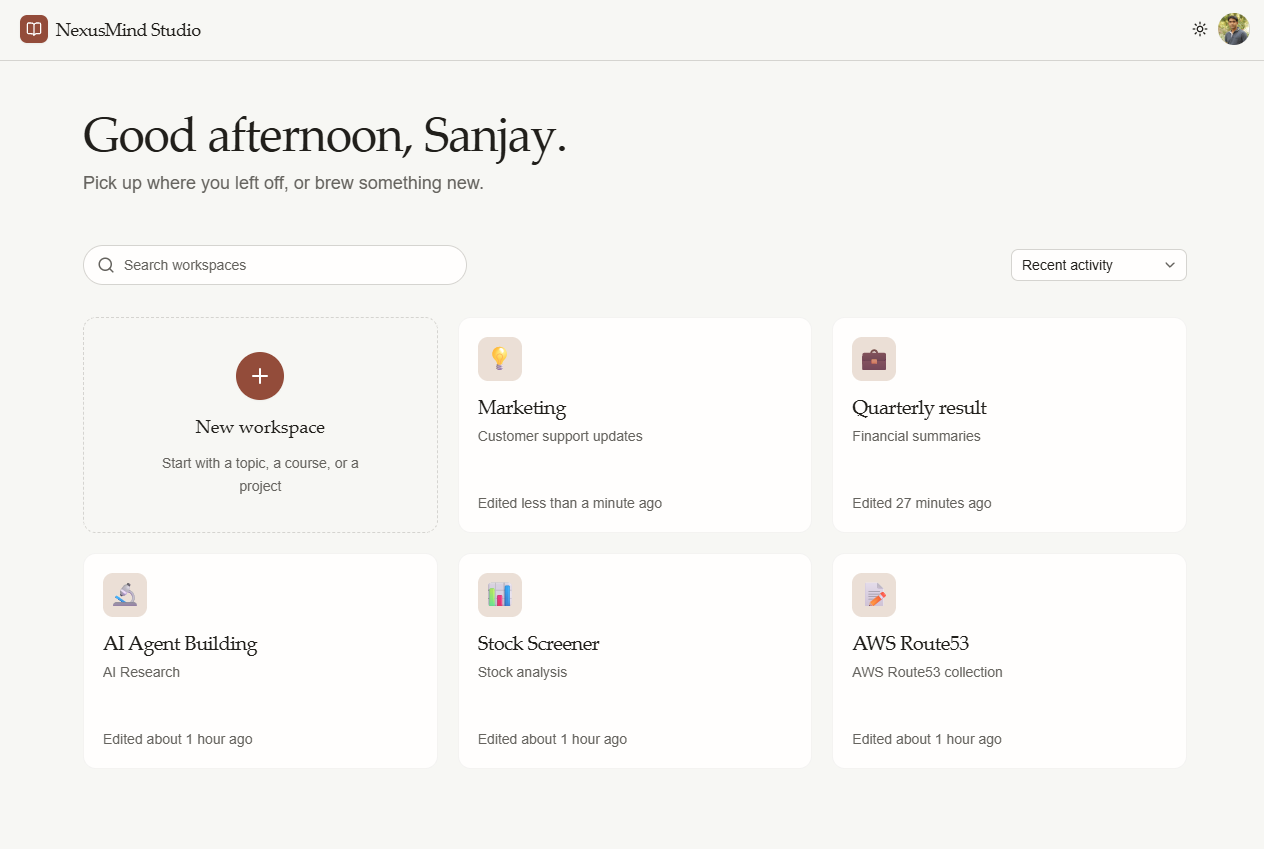 NexusMind Studio
Good afternoon, Sanjay.
Pick up where you left off, or brew something new.
Search workspaces
Recent activity
New workspace
Start with a topic, a course, or a
project
Marketing
Customer support updates
Edited less than a minute ago
Quarterly result
Financial summaries
Edited 27 minutes ago
AI Agent Building
AI Research
Edited about 1 hour ago
Stock Screener
Stock analysis
Edited about 1 hour ago
AWS Route53
AWS Route53 collection
Edited about 1 hour ago